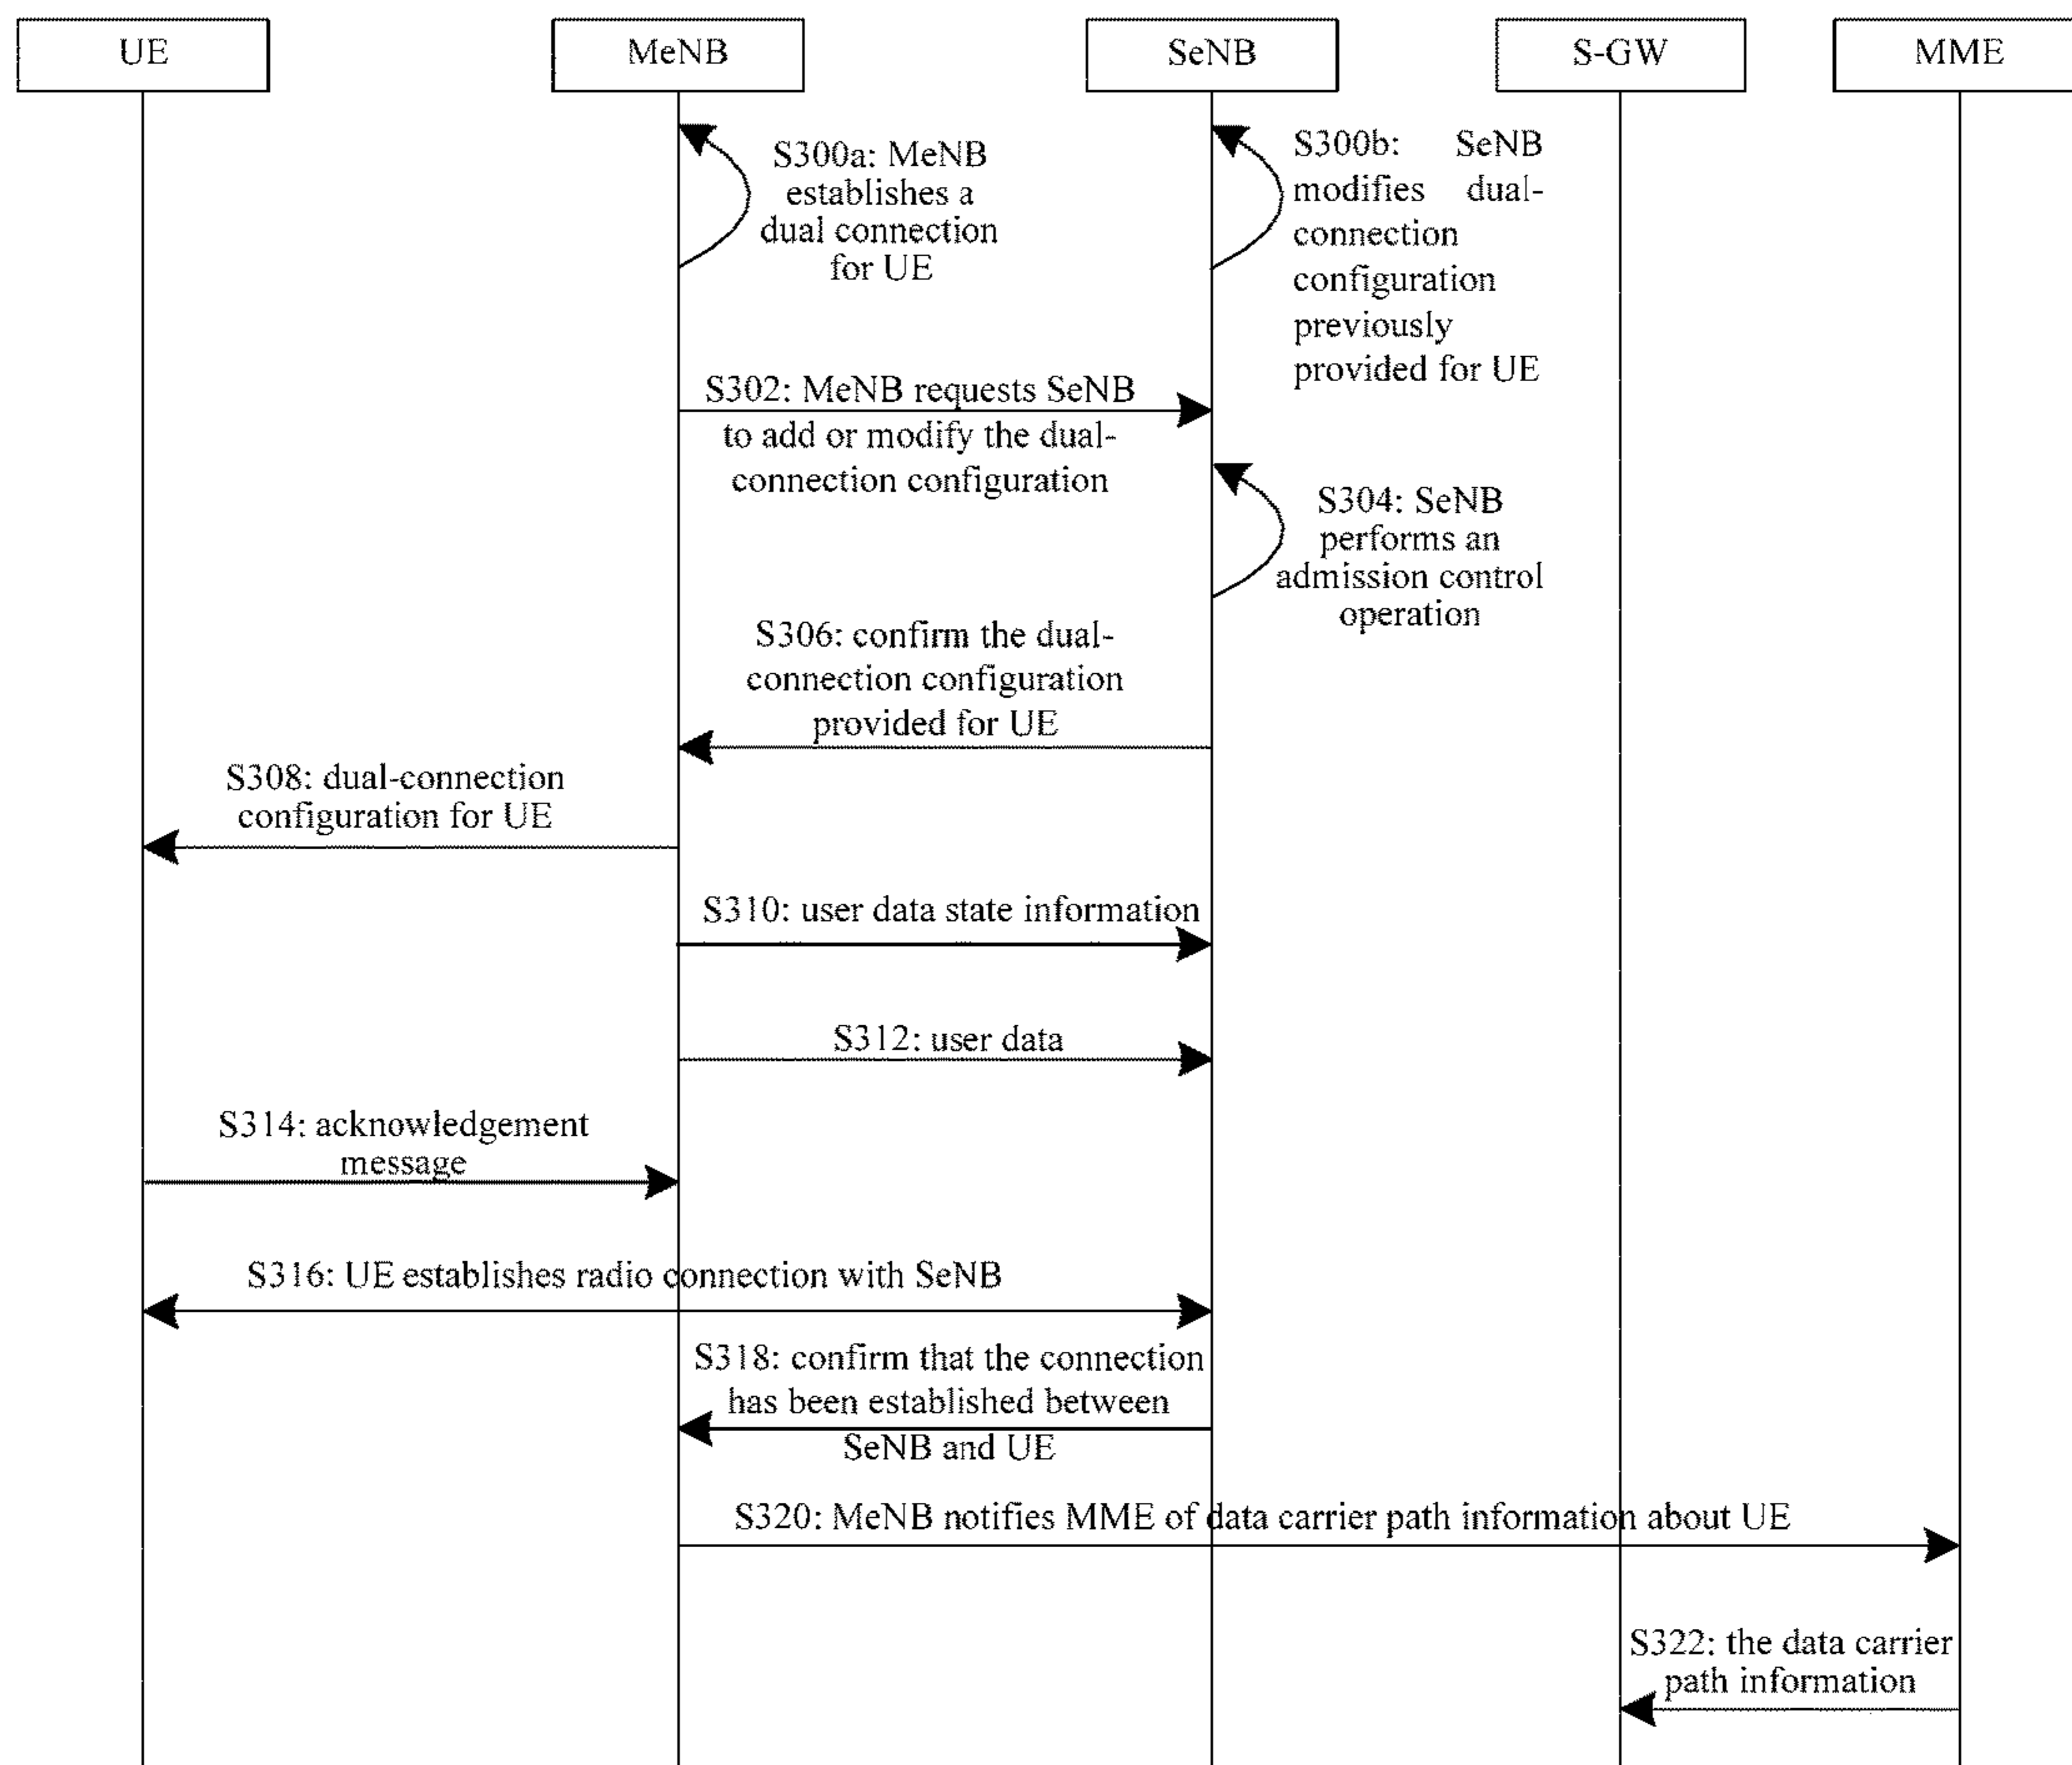 UE
MeNB
SeNB
S-GW
MME
S300a: MeNB
establishes a
dual connection
for UE
S300b: SeNB
modifies dual-
connection
configuration
previously
provided for UE
S302: MeNB requests SeNB
to add or modify the dual-
connection configuration
S304: SeNB
performs an
admission control
operation
S306: confirm the dual-
connection configuration
provided for UE
S308: dual-connection
configuration for UE
S310: user data state information
S312: user data
S314: acknowledgement
message
S316: UE establishes radio connection with SeNB
S318: confirm that the connection
has been established between
SeNB and UE
S320: MeNB notifies MME of data carrier path information about UE
S322: the data carrier
path information